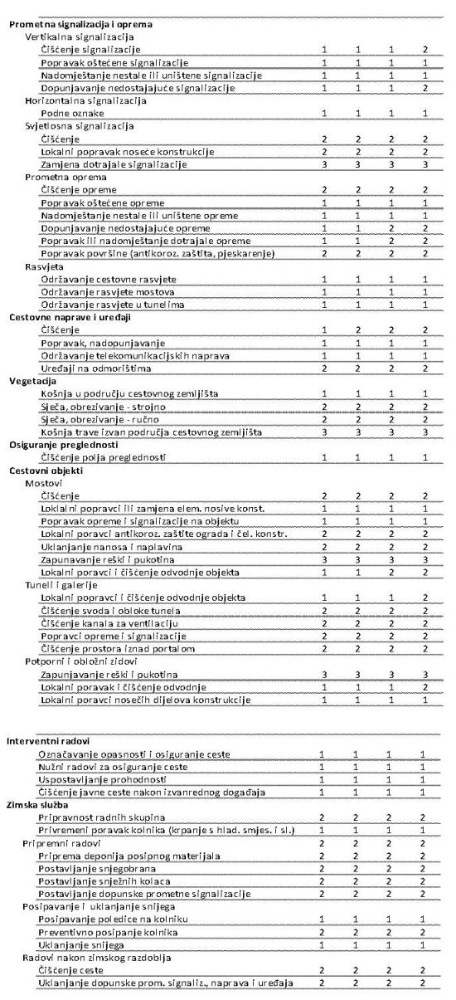 Prometna signalizacija i oprema
Vertikalna signalizacija
Čišćenje signalizacije 1 1 1 2
Popravak oštećene signalizacije 1 1 1 1
Nadomještanje nestale ili uništene signalizacije 1 1 1 1
Dopunjavanje nedostajajuće signalizacije 1 1 1 2
Horizontalna signalizacija
Podne oznake 1 1 1 1
Svjetlosna signalizacija
Čišćenje 2 2 2 2
Lokalni popravak noseće konstrukcije 2 2 2 2
Zamjena dotrajale signalizacije 3 3 3 3
Prometna oprema
Čišćenje opreme 2 2 2 2
Popravak oštećene opreme 1 1 1 1
Nadomještanje nestale ili uništene opreme 1 1 1 1
Dopunjavanje nedostajajuće opreme 1 1 2 2
Popravak ili nadomještanje dotrajale opreme 1 1 2 2
Popravak površine (antikoroz. zaštita, pjeskarenje) 2 2 2 2
Rasvjeta
Održavanje cestovne rasvjete 1 1 1 1
Održavanje rasvjete mostova 1 1 1 1
Održavanje rasvjete u tunelima 1 1 1 1
Cestovne naprave i uređaji
Čišćenje 1 2 2 2
Popravak, nadopunjavanje 1 1 1 1
Održavanje telekomunikacijskih naprava 1 1 1 1
Uređaji na odmorištima 2 2 2 2
Vegetacija
Košnja u području cestovnog zemljišta 1 1 1 1
Sječa, obrezivanje - strojno 2 2 2 2
Sječa, obrezivanje - ručno 2 2 2 2
Košnja trave izvan područja cestovnog zemljišta 3 3 3 3
Osiguranje preglednosti
Čišćenje polja preglednosti 1 1 1 1
Cestovni objekti
Mostovi
Čišćenje 2 2 2 2
Loklalni popravci ili zamjena elem. nosive konst. 1 1 1 1
Popravak opreme i signalizacije na objektu 1 1 1 1
Lokalni poravci antikoroz. zaštite ograda i čel. konstr. 2 2 2 2
Uklanjanje nanosa i naplavina 2 2 2 2
Zapunavanje reški i pukotina 3 3 3 3
Lokalni poravci i čišćenje odvodnje objekta 1 1 2 2
Tuneli i galerije
Lokalni popravci i čišćenje odvodnje objekta 1 1 1 2
Čišćenje svoda i obloke tunela 2 2 2 2
Čišćenje kanala za ventilaciju 2 2 2 2
Popravci opreme i signalizacije 2 2 2 2
Čišćenje prostora iznad portalom 2 2 2 2
Potporni i obložni zidovi
Zapunjavanje reški i pukotina 3 3 3 3
Lokalni poravak i čišćenje odvodnje 1 1 1 2
Lokalni poravci nosečih dijelova konstrukcije 1 1 1 1
Interventni radovi
Označavanje opasnosti i osiguranje ceste 1 1 1 1
Nužni radovi za osiguranje ceste 1 1 1 1
Uspostavljanje prohodnosti 1 1 1 1
Čišćenje javne ceste nakon izvanrednog događaja 1 1 1 1
Zimska služba
Pripravnost radnih skupina 2 2 2 2
Privremeni poravak kolnika (krpanje s hlad. smjes. i sl.) 1 1 1 1
Pripremni radovi 2 2 2 2
Priprema deponija posipnog materijala 2 2 2 2
Postavljanje snjegobrana 2 2 2 2
Postavljanje snježnih kolaca 2 2 2 2
Postavljanje dopunske prometne signalizacije 2 2 2 2
Posipavanje i uklanjanje snijega
Posipavanje poledice na kolniku 1 1 1 1
Preventivno posipanje kolnika 2 2 2 2
Uklanjanje snijega 1 1 1 1
Radovi nakon zimskog razdoblja
Čišćenje ceste 2 2 2 2
Uklanjanje dopunske prom. signaliz., naprava i uređaja 2 2 2 2